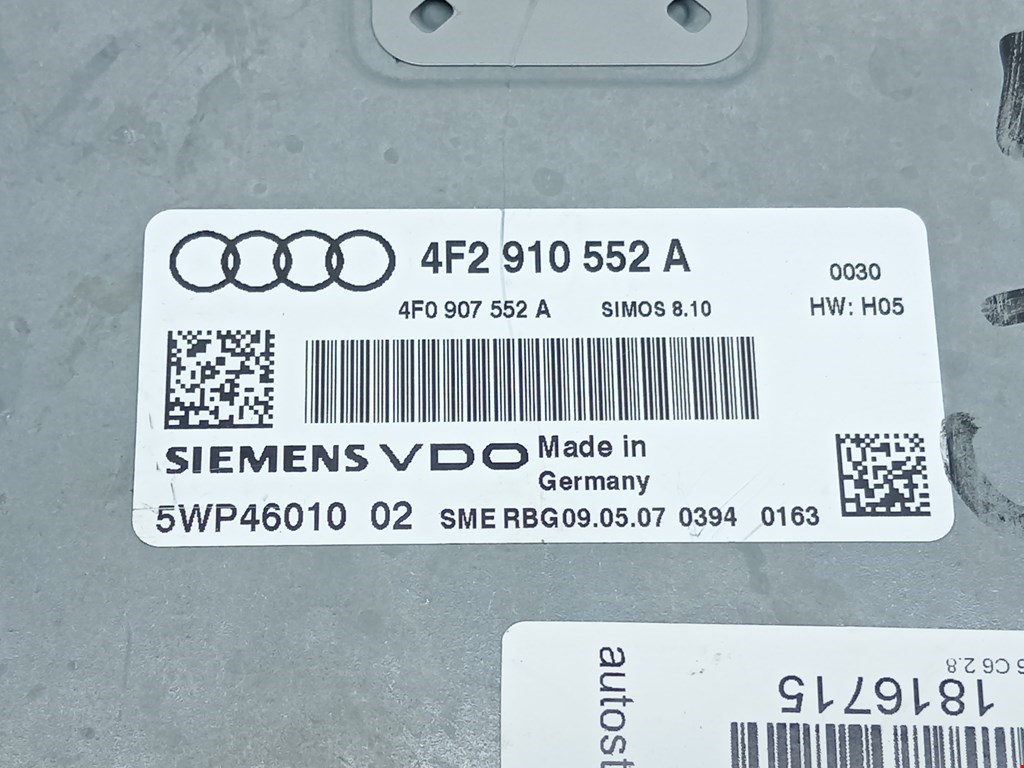 4F2 910 552 A
0030
4F0 907 552 A SIMOS 8.10
HW: H05
SIEMENS VDO Made in
Germany
5WP46010 02 SME RBG09.05.07 0394 0163
C6 2.8
1816715